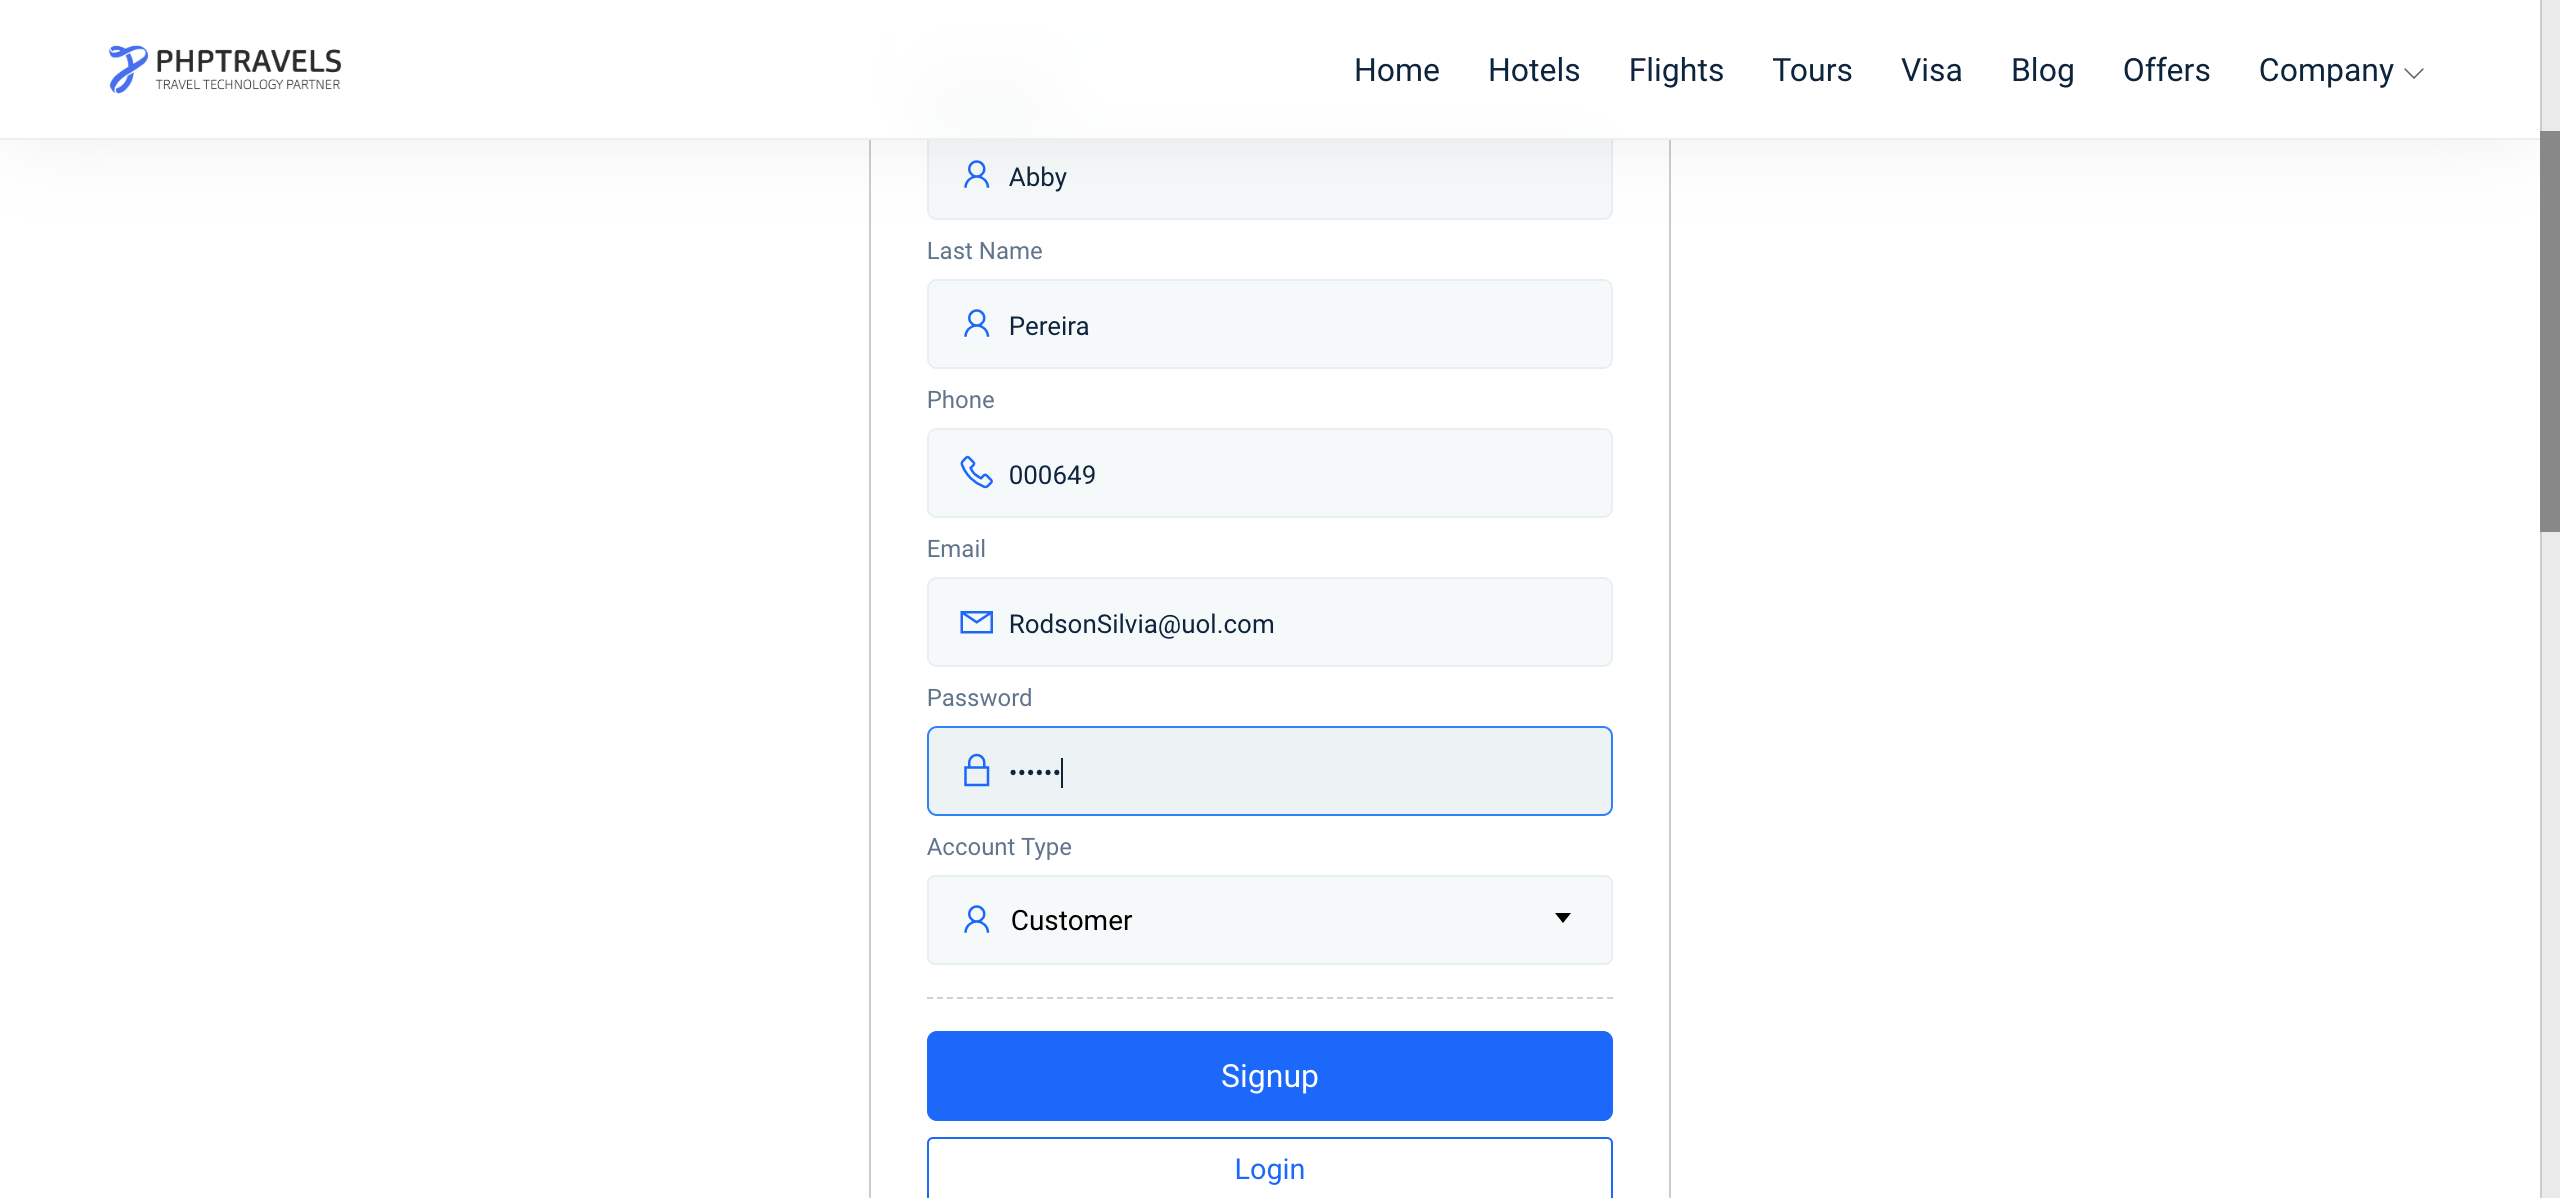 PHPTRAVELS
TRAVEL TECHNOLOGY PARTNER
Home Hotels Flights Tours Visa Blog Offers Company
Abby
Last Name
Pereira
Phone
000649
Email
RodsonSilvia@uol.com
Password
••••••
Account Type
Customer
Signup
Login